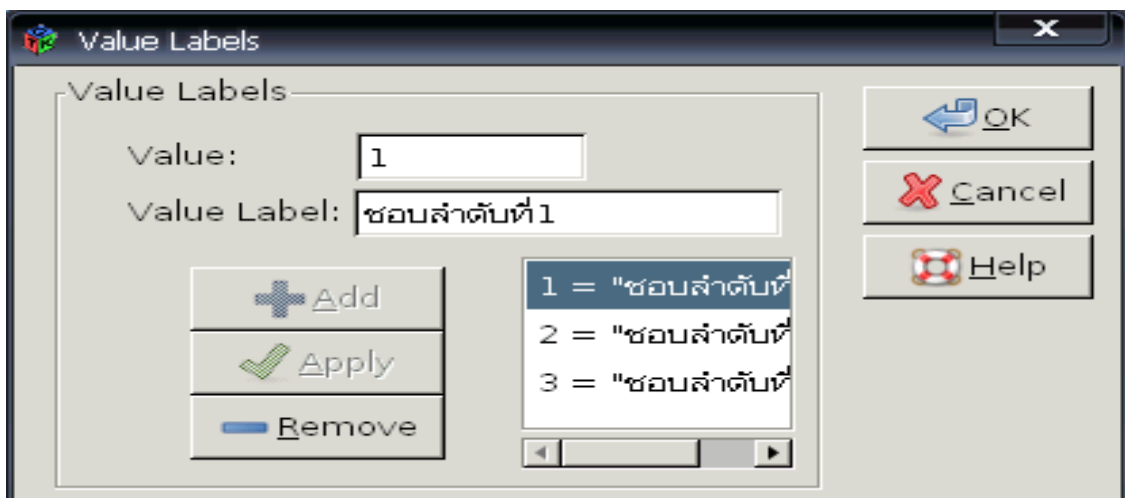 Value Labels
Value Labels
Value: 1
Value Label: ชอบลำดับที่1
Add
Apply
Remove
1 = "ชอบลำดับที่
2 = "ชอบลำดับที่
3 = "ชอบลำดับที่
OK
Cancel
Help